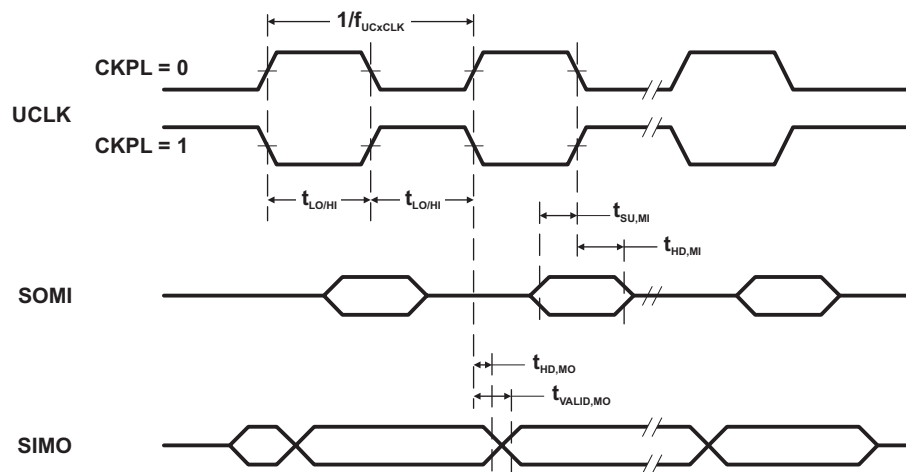 1/fUCxCLK
CKPL = 0
UCLK
CKPL = 1
tLO/HI
tLO/HI
tSU,MI
tHD,MI
SOMI
tHD,MO
tVALID,MO
SIMO